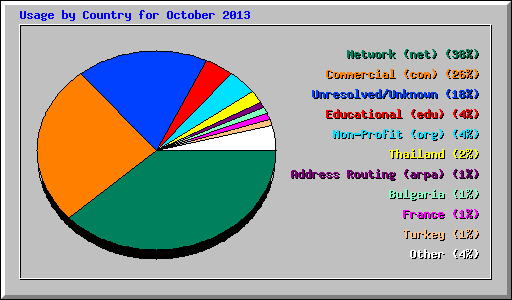 Usage by Country for October 2013
Network (net) (38%)
Commercial (com) (26%)
Unresolved/Unknown (18%)
Educational (edu) (4%)
Non-Profit (org) (4%)
Thailand (2%)
Address Routing (arpa) (1%)
Bulgaria (1%)
France (1%)
Turkey (1%)
Other (4%)